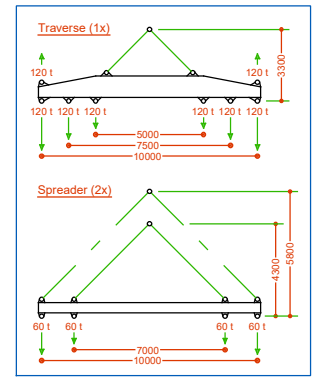 Traverse (1x)
120 t 120 t
3300
120 t 120 t 120 t 120 t 120 t 120 t
5000
7500
10000
Spreader (2x)
4300
5800
60 t 60 t 60 t 60 t
7000
10000